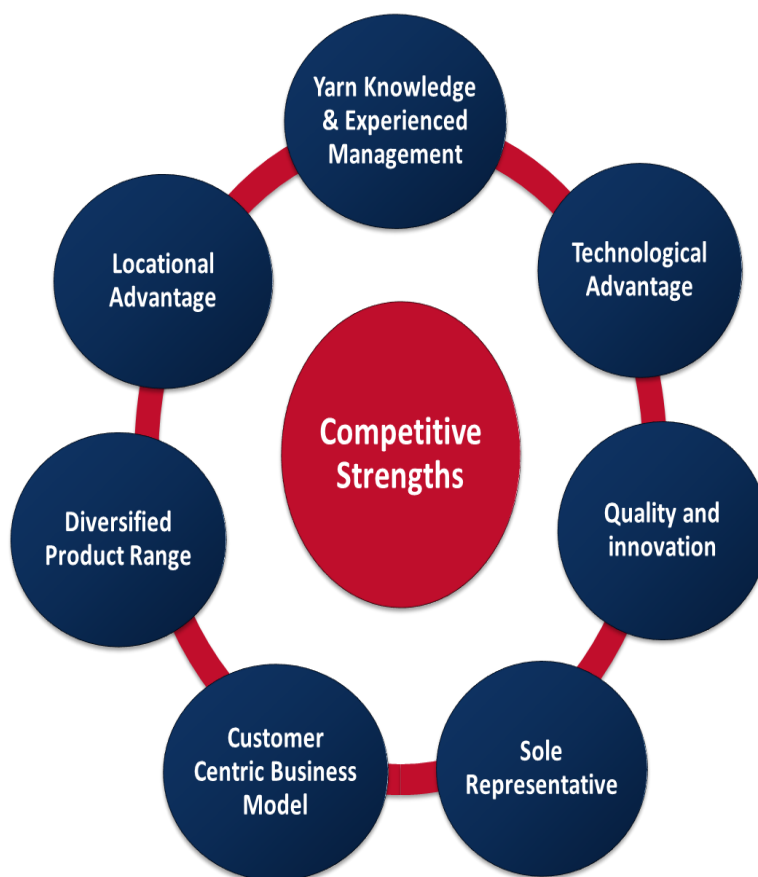 Yarn Knowledge
& Experienced
Management
Technological
Advantage
Quality and
innovation
Sole
Representative
Customer
Centric Business
Model
Diversified
Product Range
Locational
Advantage
Competitive
Strengths